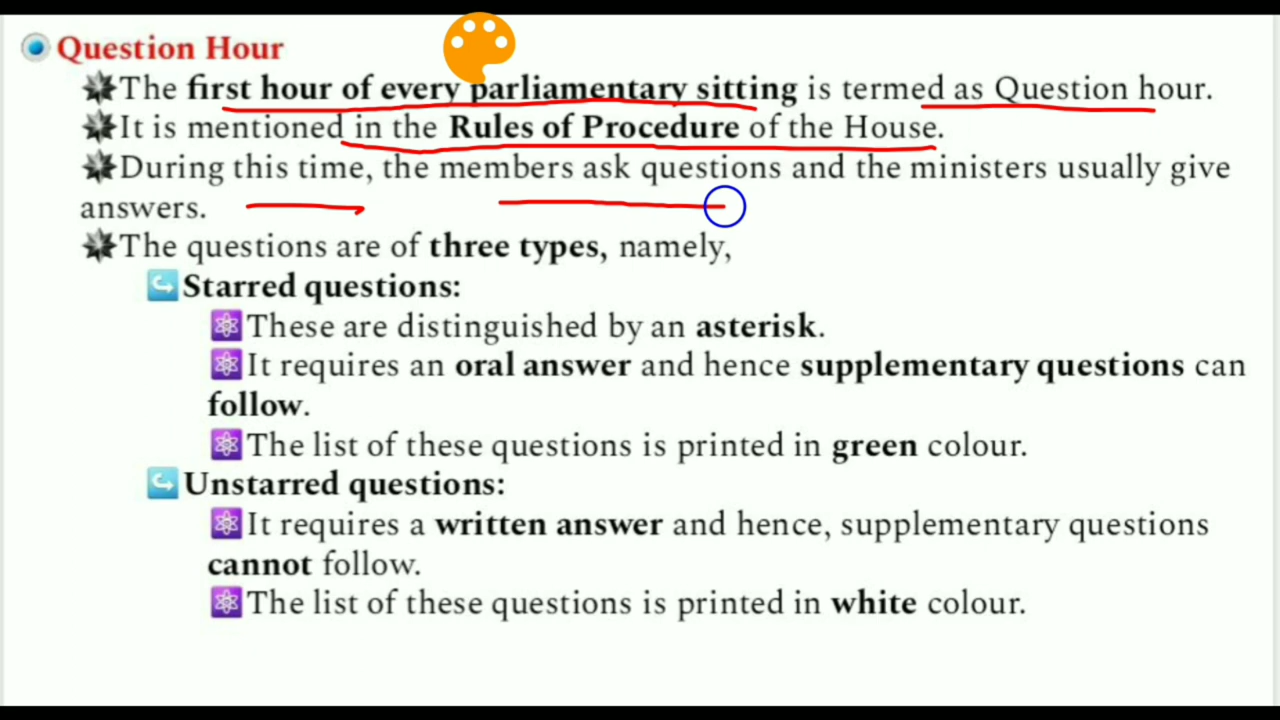 Question Hour
The first hour of every parliamentary sitting is termed as Question hour.
It is mentioned in the Rules of Procedure of the House.
During this time, the members ask questions and the ministers usually give
answers.
The questions are of three types, namely,
Starred questions:
These are distinguished by an asterisk.
It requires an oral answer and hence supplementary questions can
follow.
The list of these questions is printed in green colour.
Unstarred questions:
It requires a written answer and hence, supplementary questions
cannot follow.
The list of these questions is printed in white colour.